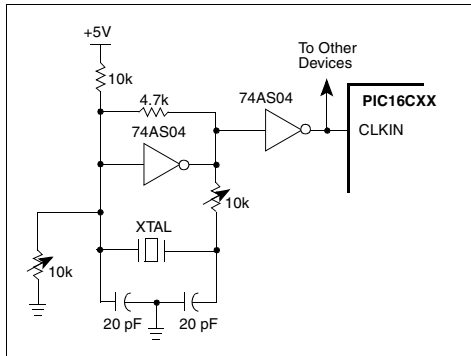 +5V
To Other
Devices
10k
4.7k
74AS04
PIC16CXX
74AS04
CLKIN
10k
XTAL
10k
20 pF
20 pF